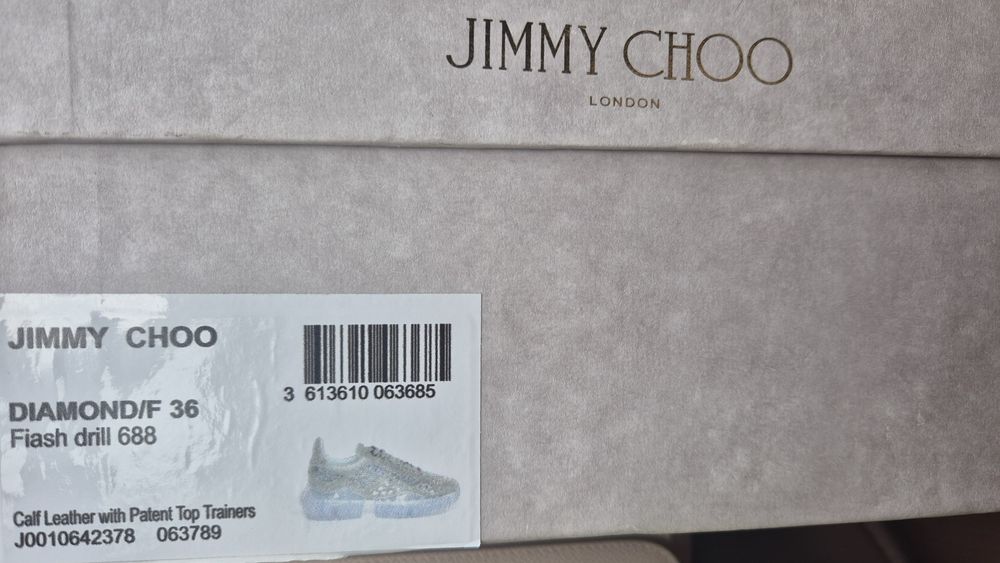 JIMMY CHOO
LONDON
JIMMY CHOO
3 613610 063685
DIAMOND/F 36
Fiash drill 688
Calf Leather with Patent Top Trainers
J0010642378 063789